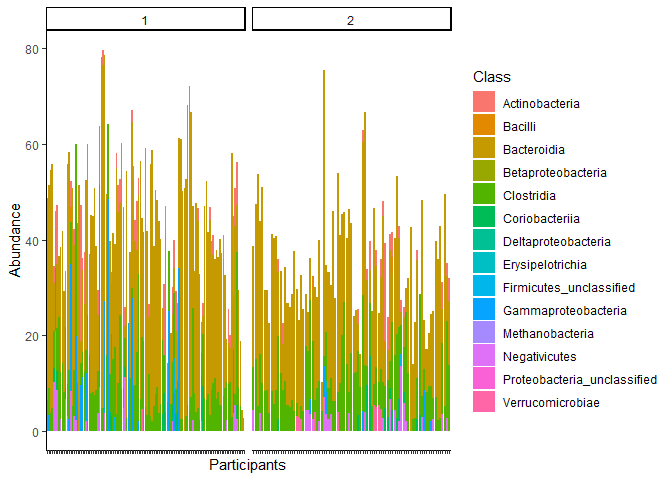 1
2
80
60
40
20
0
Abundance
Participants
Class
Actinobacteria
Bacilli
Bacteroidia
Betaproteobacteria
Clostridia
Coriobacteriia
Deltaproteobacteria
Erysipelotrichia
Firmicutes_unclassified
Gammaproteobacteria
Methanobacteria
Negativicutes
Proteobacteria_unclassified
Verrucomicrobiae